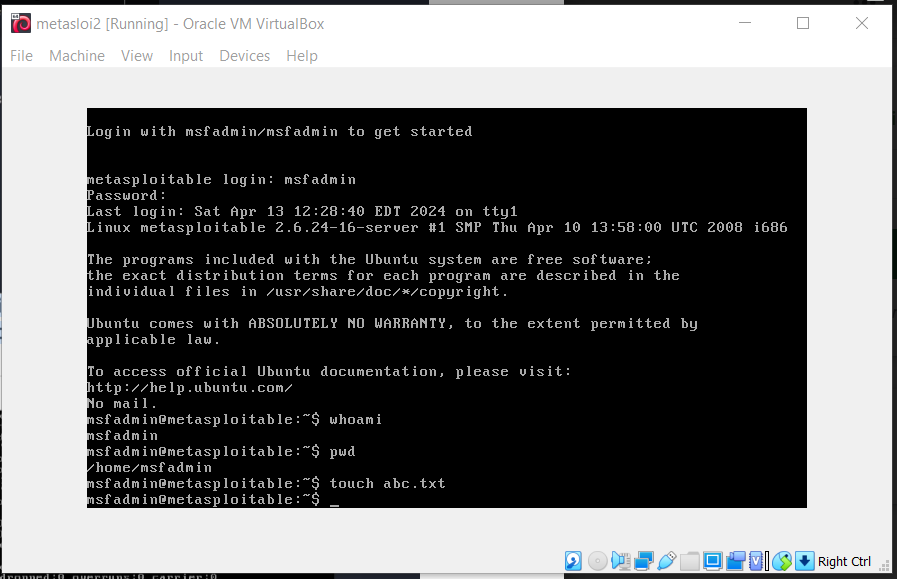 metasloi2 [Running] - Oracle VM VirtualBox
File Machine View Input Devices Help
Login with msfadmin/msfadmin to get started
metasploitable login: msfadmin
Password:
Last login: Sat Apr 13 12:28:40 EDT 2024 on tty1
Linux metasploitable 2.6.24-16-server #1 SMP Thu Apr 10 13:58:00 UTC 2008 i686
The programs included with the Ubuntu system are free software;
the exact distribution terms for each program are described in the
individual files in /usr/share/doc/*/copyright.
Ubuntu comes with ABSOLUTELY NO WARRANTY, to the extent permitted by
applicable law.
To access official Ubuntu documentation, please visit:
http://help.ubuntu.com/
No mail.
msfadmin@metasploitable:~$ whoami
msfadmin
msfadmin@metasploitable:~$ pwd
/home/msfadmin
msfadmin@metasploitable:~$ touch abc.txt
msfadmin@metasploitable:~$ _
Right Ctrl
dropped:0 overruns:0 carrier:0